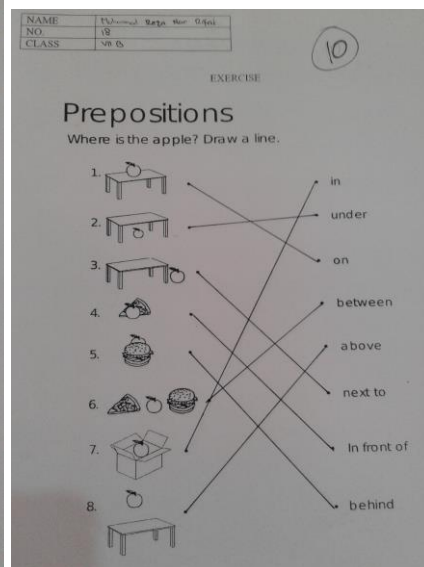 NAME
NO. 18
CLASS VII B
10
EXERCISE
Prepositions
Where is the apple? Draw a line.
1. in
2. under
3. on
4. between
5. above
6. next to
7. In front of
8. behind